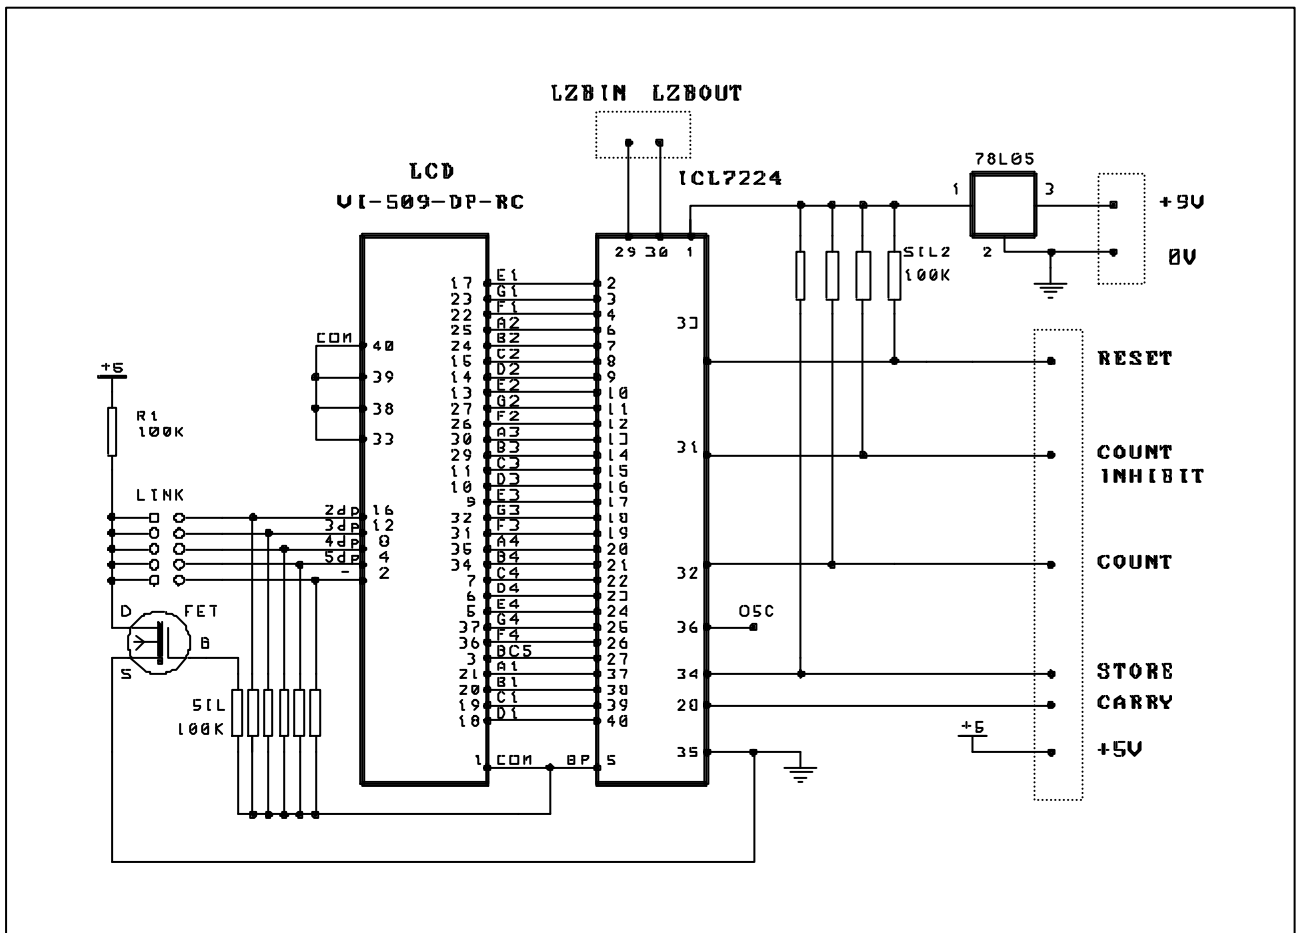 LZBIN LZBOUT
LCD
VI-509-DP-RC
ICL7224
78L05
1
3
2
+9V
0V
29 30 1
SIL2
100K
17 E1 2
23 G1 3
22 F1 4
25 A2 6
24 B2 7
15 C2 8
14 D2 9
13 E2 10
27 G2 11
26 F2 12
30 A3 13
29 B3 14
11 C3 15
10 D3 16
9 E3 17
32 G3 18
31 F3 19
35 A4 20
34 B4 21
7 C4 22
6 D4 23
5 E4 24
37 G4 25
36 F4 26
3 BC5 27
21 A1 37
20 B1 38
19 C1 39
18 D1 40
1 COM BP 5
COM
40
39
38
33
+5
R1
100K
LINK
2dp 16
3dp 12
4dp 8
5dp 4
- 2
D
FET
B
S
SIL
100K
33
RESET
31
COUNT
INHIBIT
32
COUNT
36
OSC
34
STORE
28
CARRY
35
+5
+5V